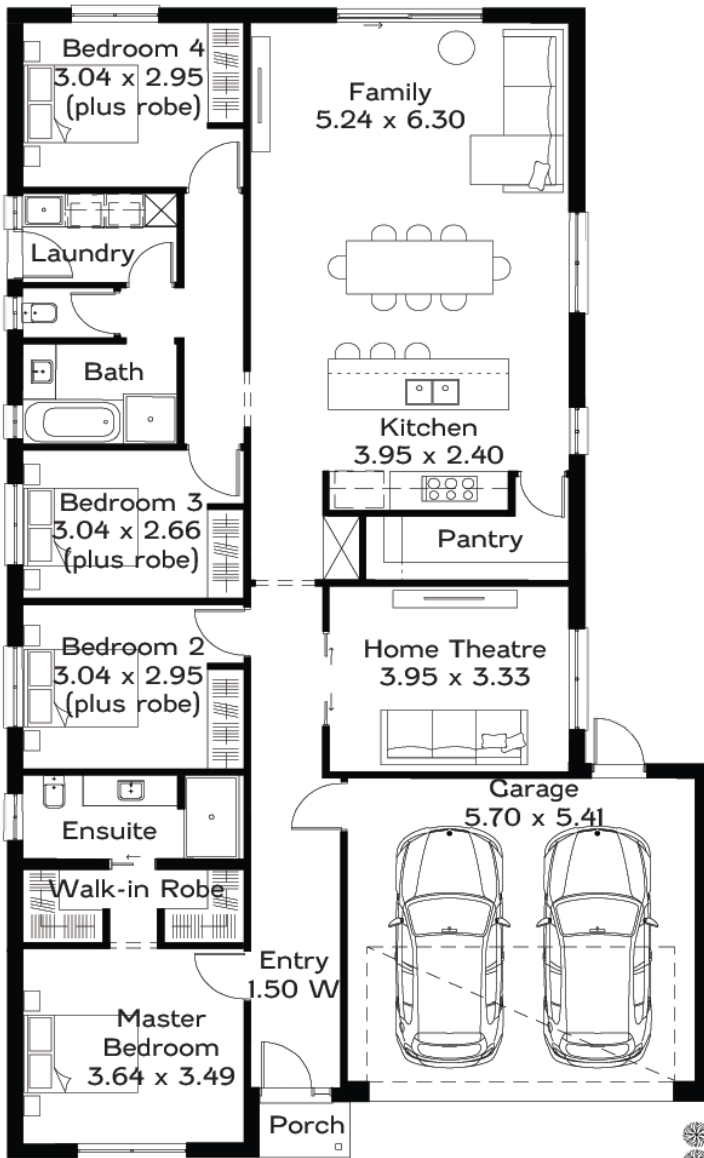 Bedroom 4
3.04 x 2.95
(plus robe)
Family
5.24 x 6.30
Laundry
Bath
Kitchen
3.95 x 2.40
Bedroom 3
3.04 x 2.66
(plus robe)
Pantry
Bedroom 2
3.04 x 2.95
(plus robe)
Home Theatre
3.95 x 3.33
Garage
5.70 x 5.41
Ensuite
Walk-in Robe
Entry
1.50 W
Master
Bedroom
3.64 x 3.49
Porch